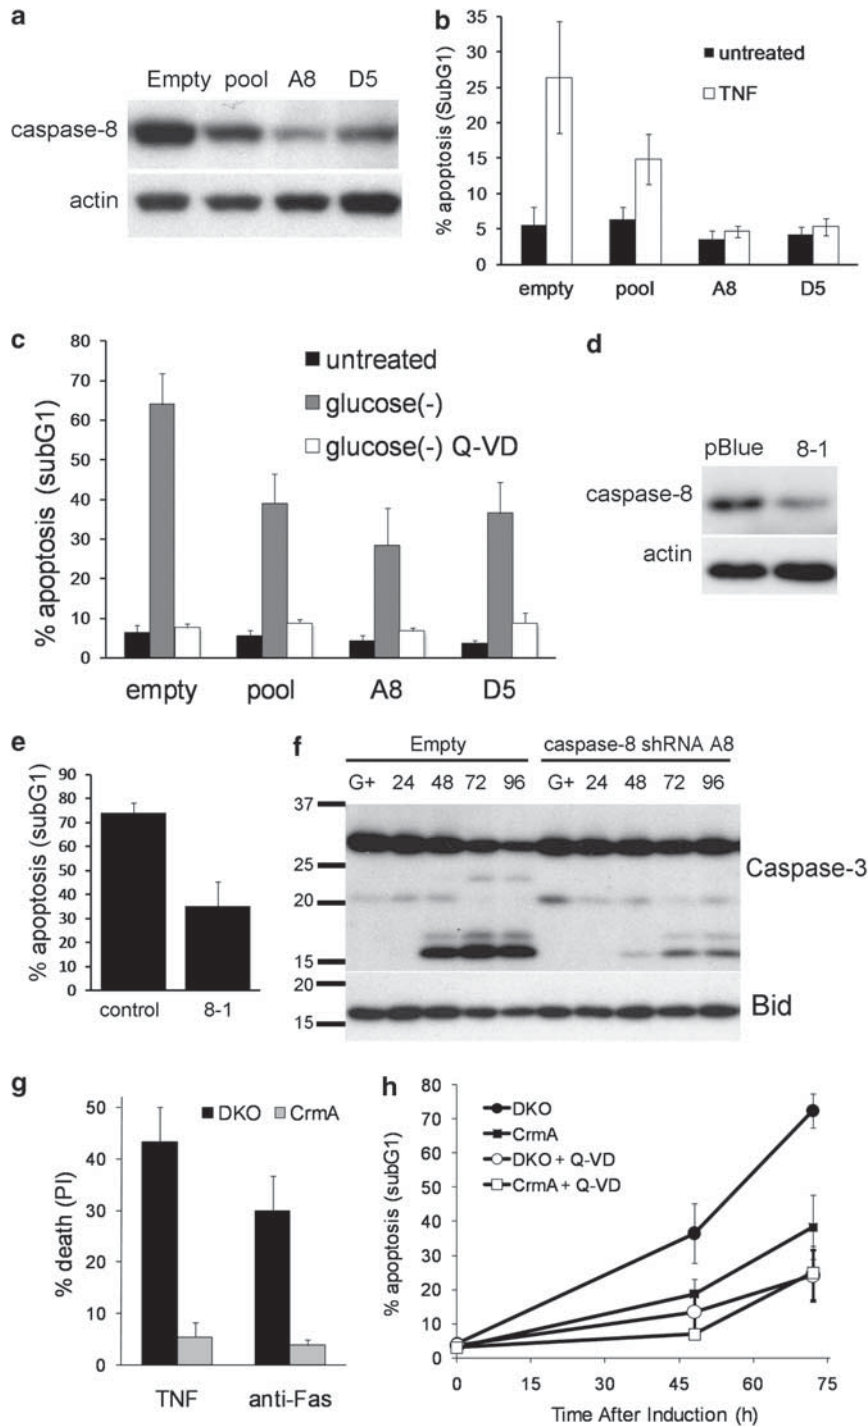 a
Empty pool A8 D5
caspase-8
actin
b
% apoptosis (SubG1)
35
30
25
20
15
10
5
0
untreated
TNF
empty pool A8 D5
c
% apoptosis (subG1)
80
70
60
50
40
30
20
10
0
untreated
glucose(-)
glucose(-) Q-VD
empty pool A8 D5
d
pBlue 8-1
caspase-8
actin
e
% apoptosis (subG1)
90
80
70
60
50
40
30
20
10
0
control 8-1
f
Empty caspase-8 shRNA A8
G+ 24 48 72 96 G+ 24 48 72 96
37
25
20
15
Caspase-3
20
15
Bid
g
% death (PI)
50
40
30
20
10
0
DKO CrmA
TNF anti-Fas
h
% apoptosis (subG1)
80
70
60
50
40
30
20
10
0
DKO
CrmA
DKO + Q-VD
CrmA + Q-VD
0 15 30 45 60 75
Time After Induction (h)